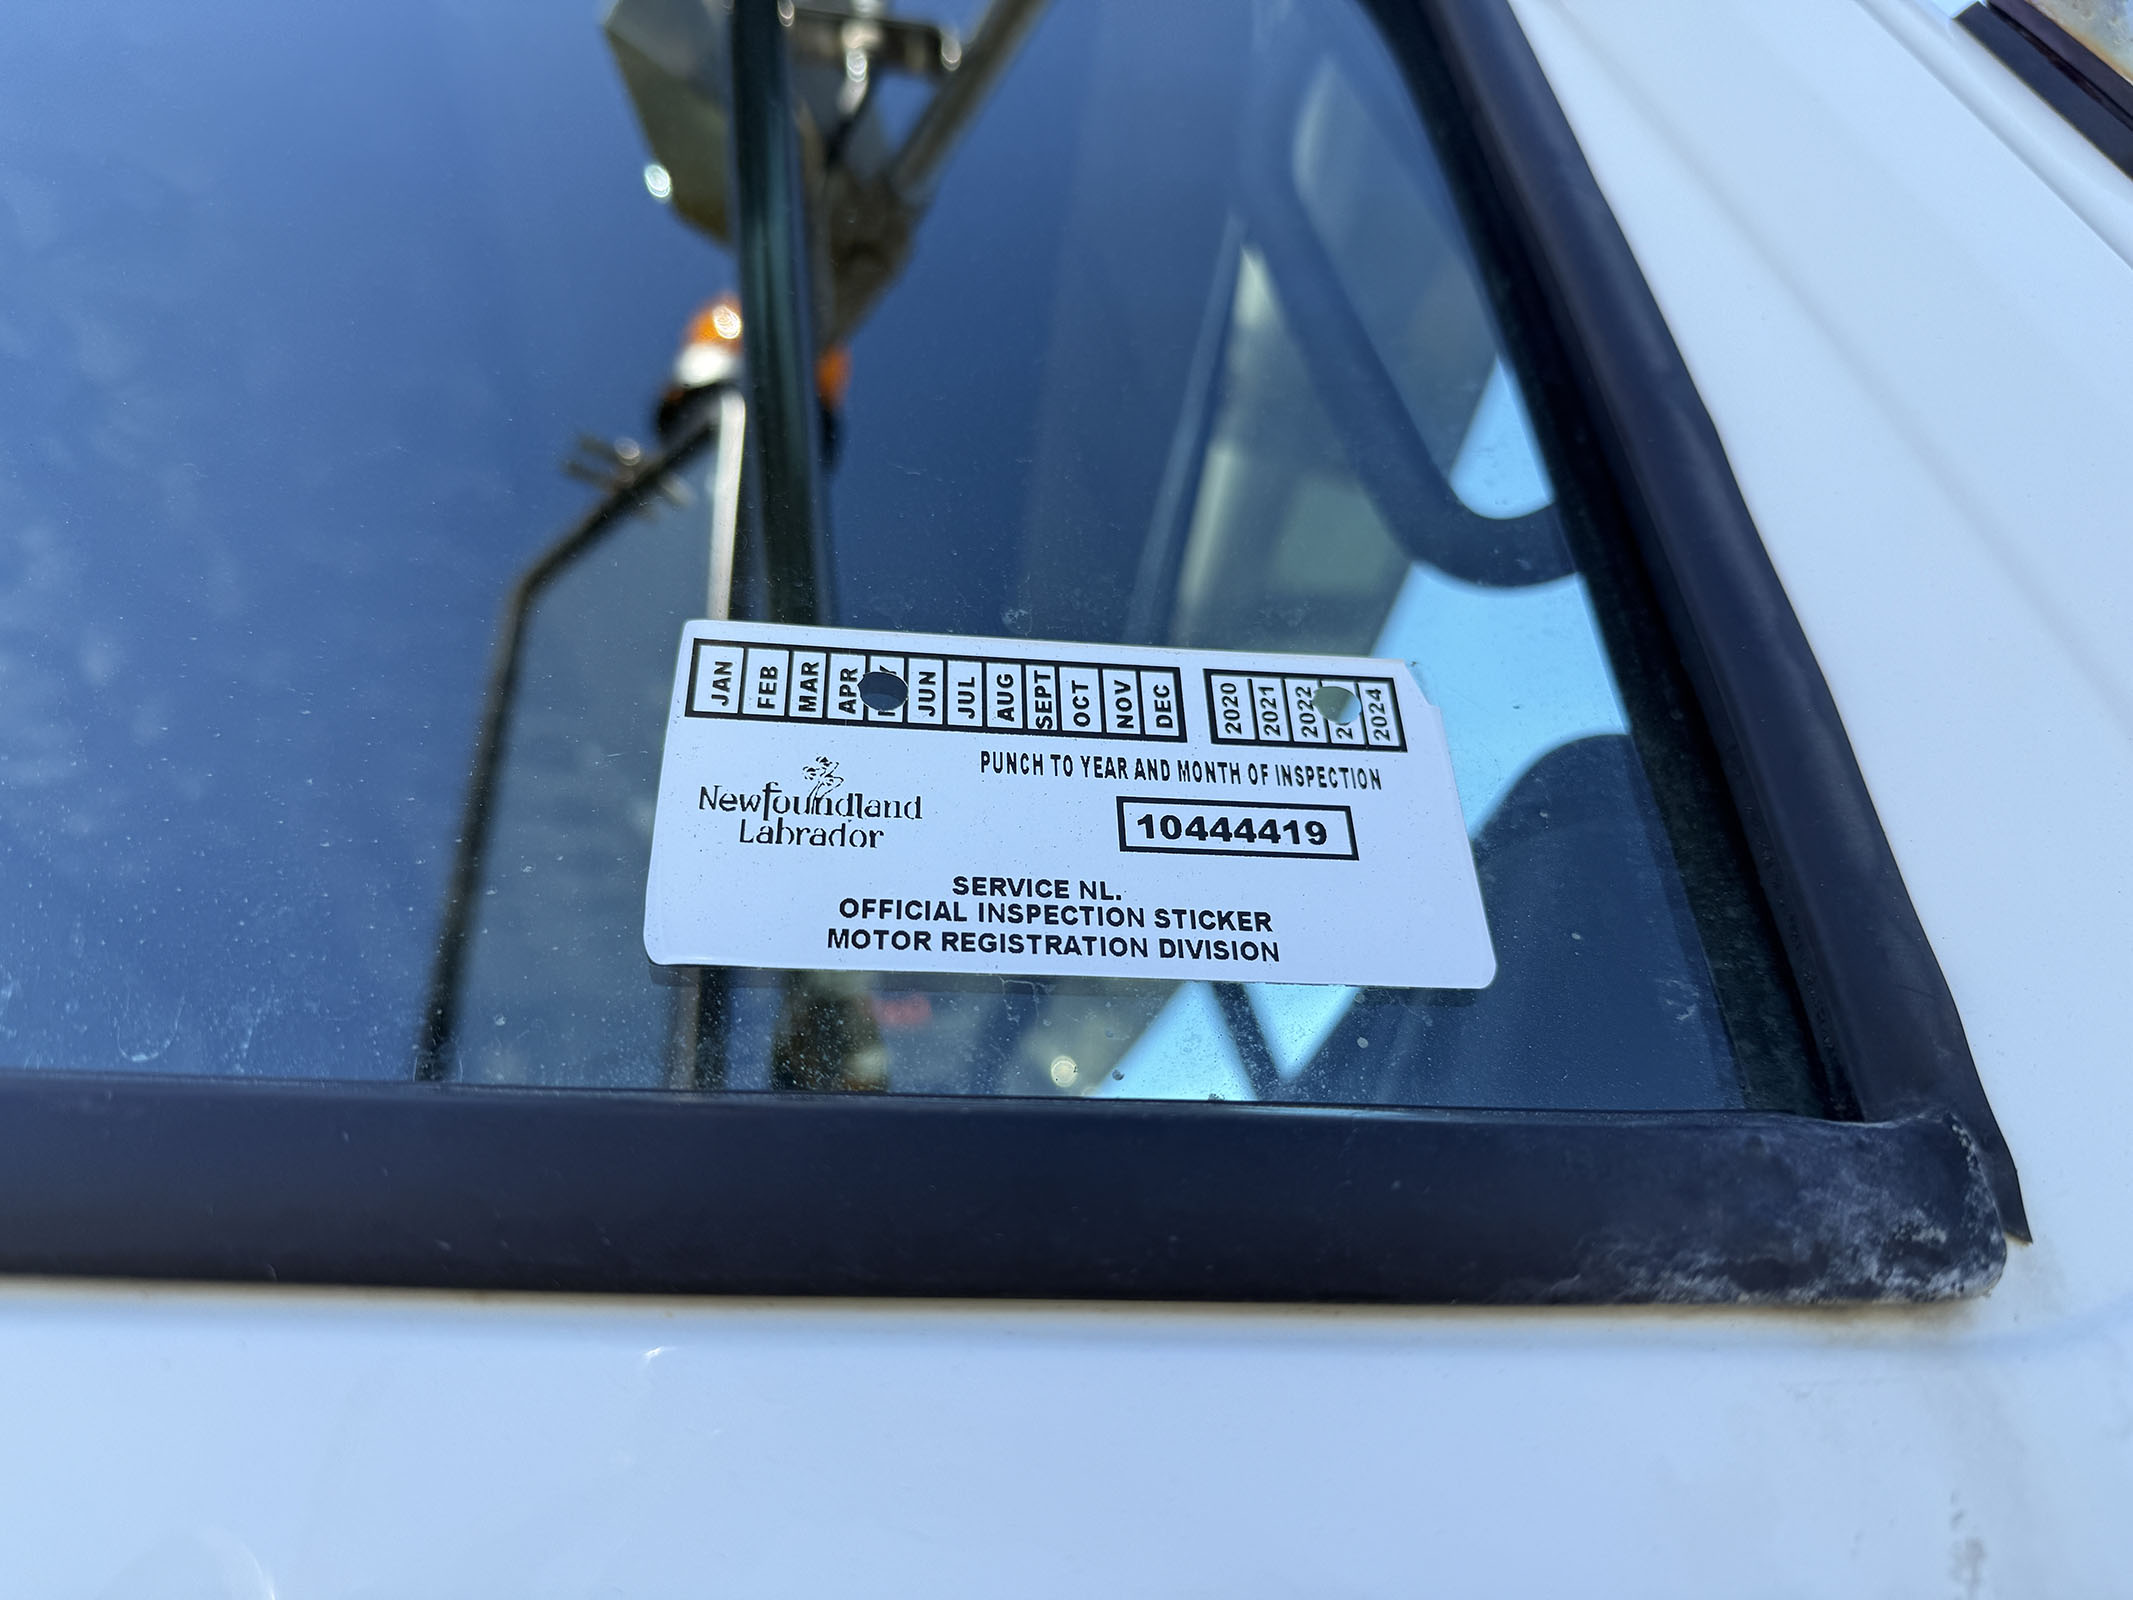 JAN FEB MAR APR JUN JUL AUG SEPT OCT NOV DEC 2020 2021 2022 2024
PUNCH TO YEAR AND MONTH OF INSPECTION
Newfoundland
Labrador
10444419
SERVICE NL.
OFFICIAL INSPECTION STICKER
MOTOR REGISTRATION DIVISION